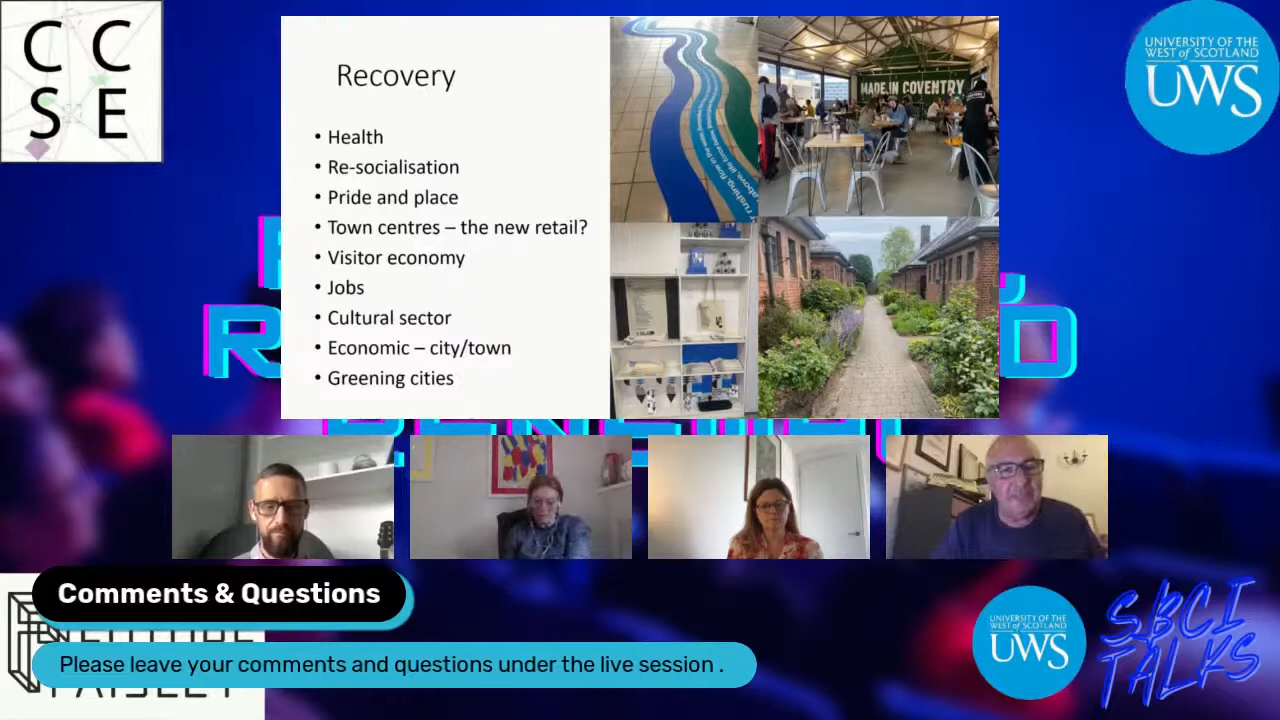 C C
S E
Recovery
• Health
• Re-socialisation
• Pride and place
• Town centres – the new retail?
• Visitor economy
• Jobs
• Cultural sector
• Economic – city/town
• Greening cities
MADE IN COVENTRY
UNIVERSITY OF THE
WEST of SCOTLAND
UWS
Comments & Questions
Please leave your comments and questions under the live session .
UNIVERSITY OF THE
WEST of SCOTLAND
UWS
SBCI
TALKS